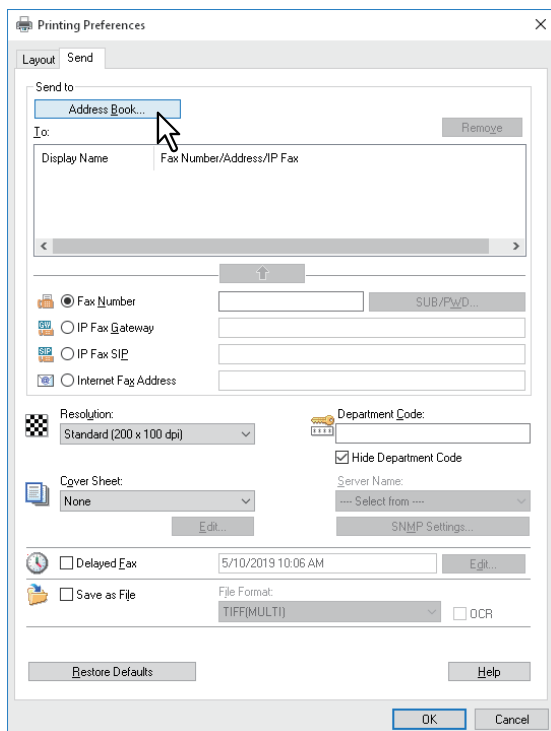 Printing Preferences
Layout Send
Send to
Address Book...
To:
Remove
Display Name Fax Number/Address/IP Fax
Fax Number
SUB/PWD...
IP Fax Gateway
IP Fax SIP
Internet Fax Address
Resolution:
Standard (200 x 100 dpi)
Department Code:
Hide Department Code
Cover Sheet:
None
Edit...
Server Name:
---- Select from ----
SNMP Settings...
Delayed Fax
5/10/2019 10:06 AM
Edit...
Save as File
File Format:
TIFF(MULTI)
OCR
Restore Defaults
Help
OK
Cancel